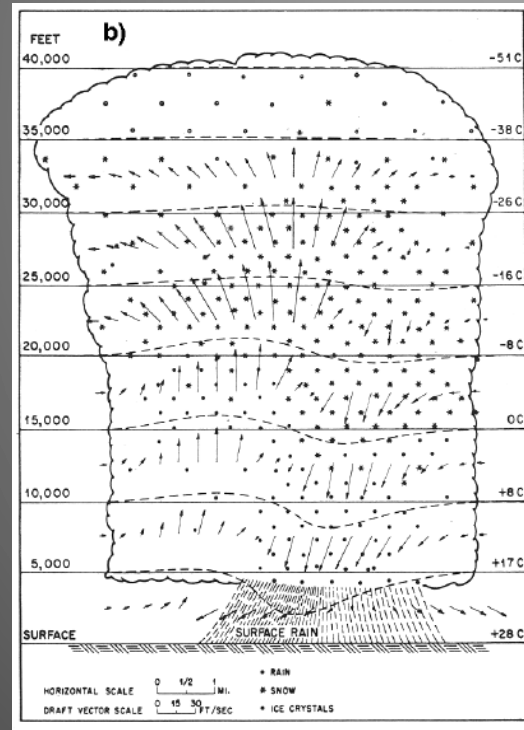 b)
FEET
40,000 -51 C
35,000 -38 C
30,000 -26 C
25,000 -16 C
20,000 -8 C
15,000 0C
10,000 +8 C
5,000 +17 C
SURFACE SURFACE RAIN +28 C
HORIZONTAL SCALE 0 1/2 1 MI.
DRAFT VECTOR SCALE 0 15 30 FT/SEC
• RAIN
* SNOW
• ICE CRYSTALS